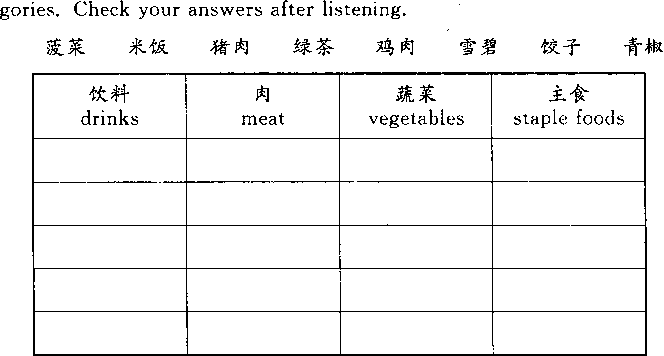 gories. Check your answers after listening.
菠菜 米饭 猪肉 绿茶 鸡肉 雪碧 饺子 青椒
饮料 肉 蔬菜 主食
drinks meat vegetables staple foods